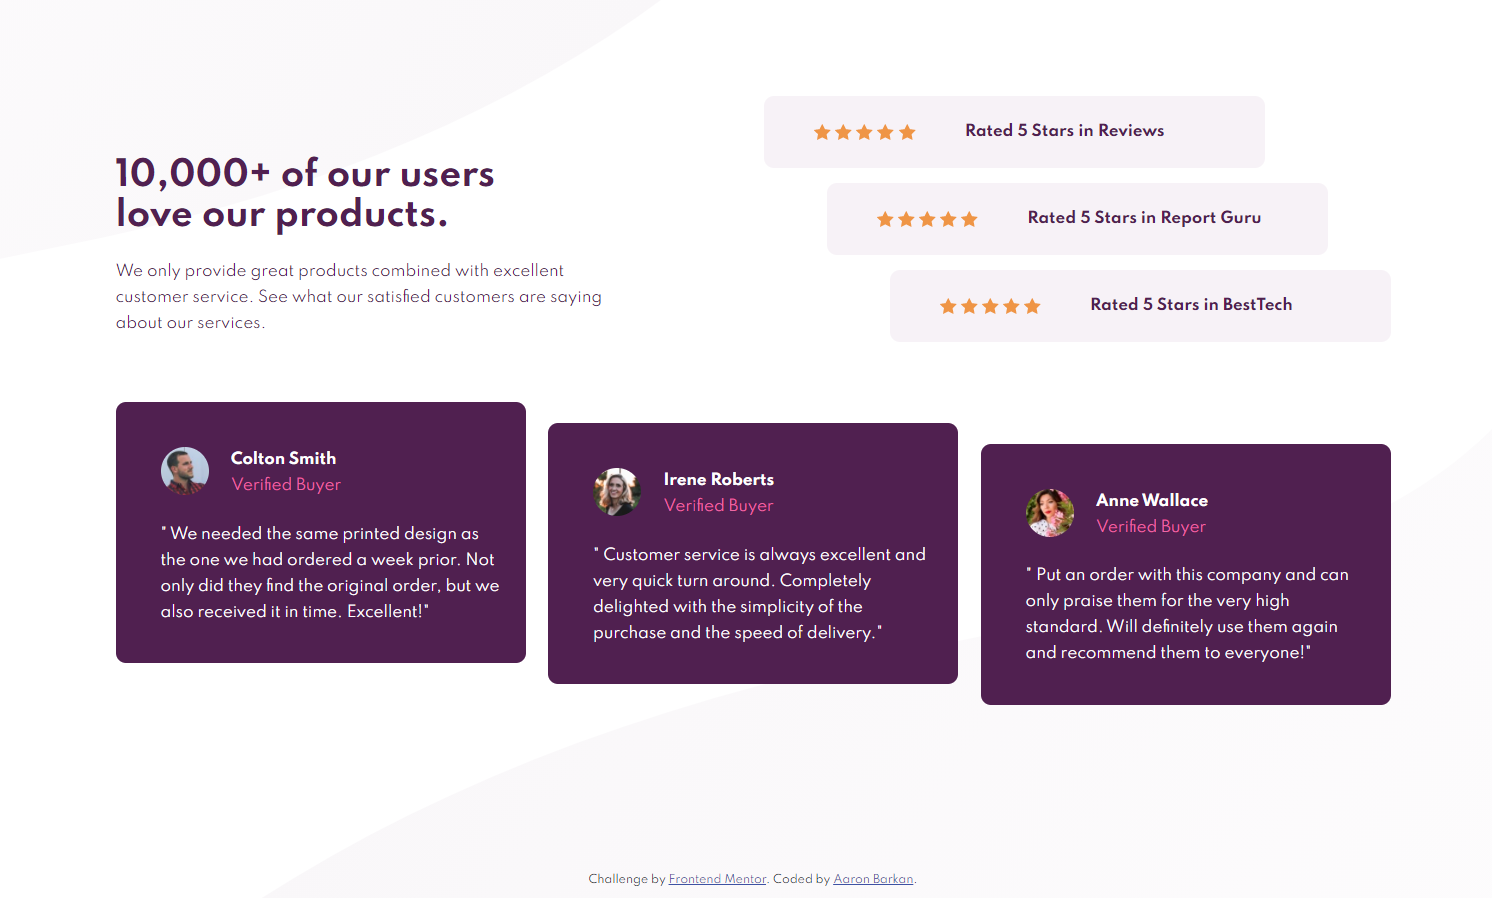 10,000+ of our users
love our products.
We only provide great products combined with excellent
customer service. See what our satisfied customers are saying
about our services.
Rated 5 Stars in Reviews
Rated 5 Stars in Report Guru
Rated 5 Stars in BestTech
Colton Smith
Verified Buyer
" We needed the same printed design as
the one we had ordered a week prior. Not
only did they find the original order, but we
also received it in time. Excellent!"
Irene Roberts
Verified Buyer
" Customer service is always excellent and
very quick turn around. Completely
delighted with the simplicity of the
purchase and the speed of delivery."
Anne Wallace
Verified Buyer
" Put an order with this company and can
only praise them for the very high
standard. Will definitely use them again
and recommend them to everyone!"
Challenge by Frontend Mentor. Coded by Aaron Barkan.